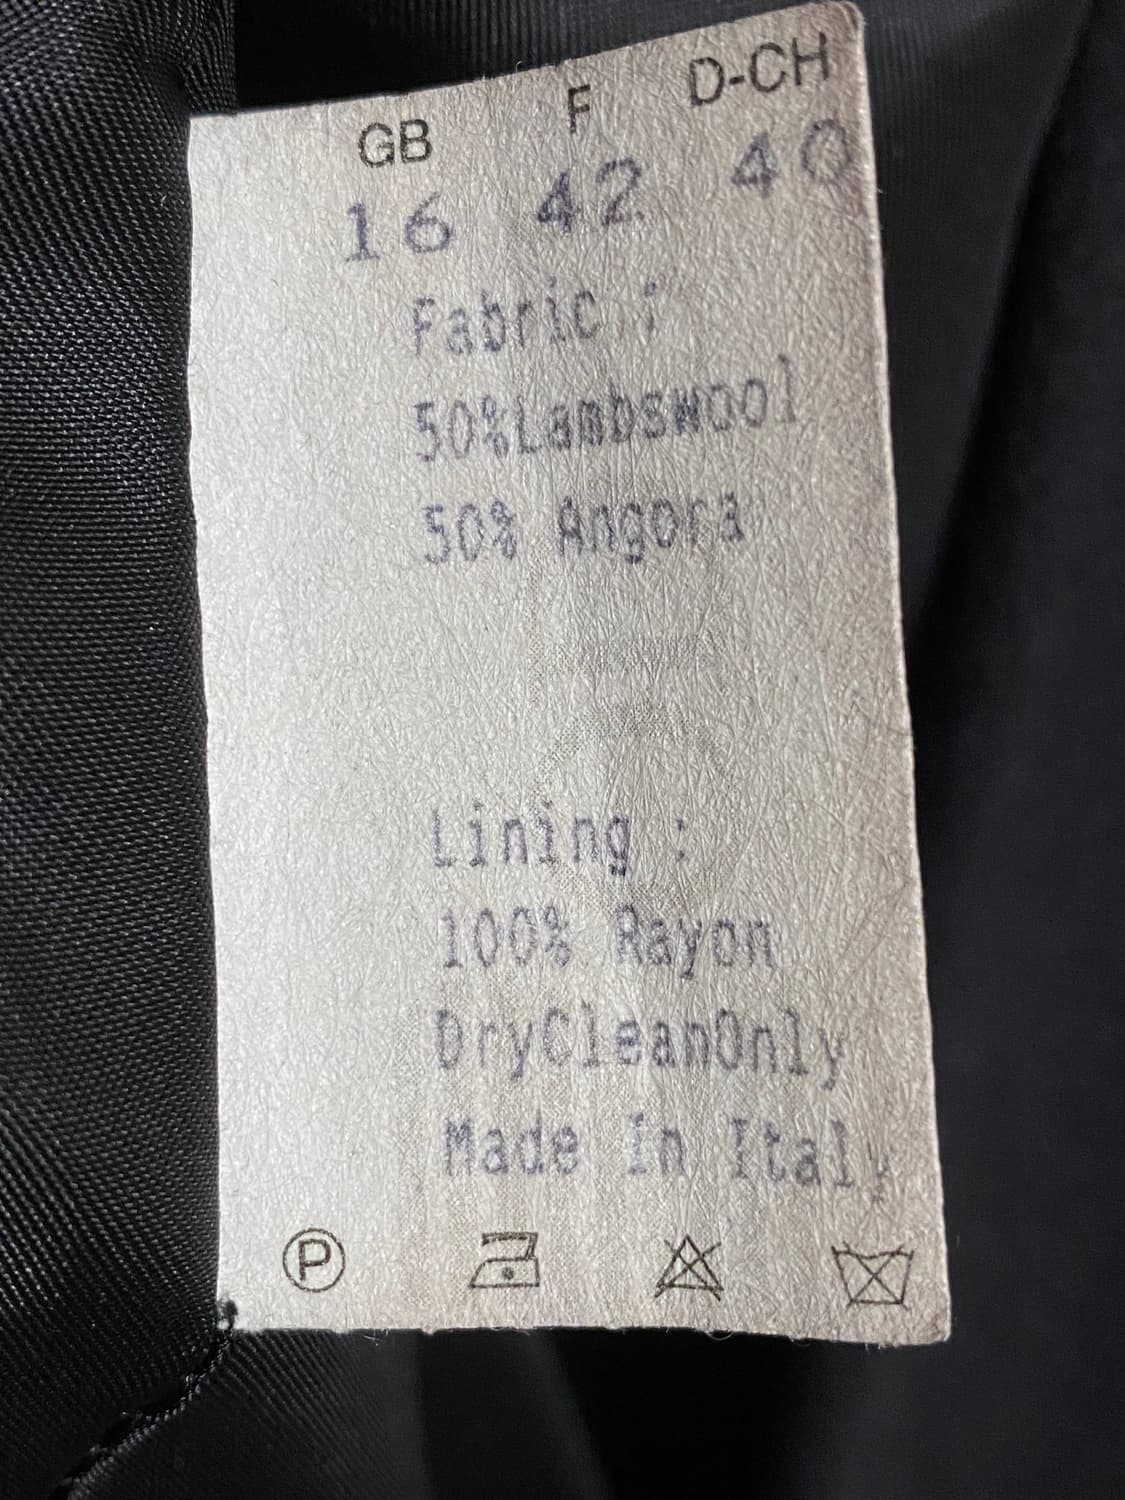 GB F D-CH
16 42 40
Fabric :
50%Lambswool
50% Angora
Lining :
100% Rayon
DryCleanOnly
Made in Italy
P